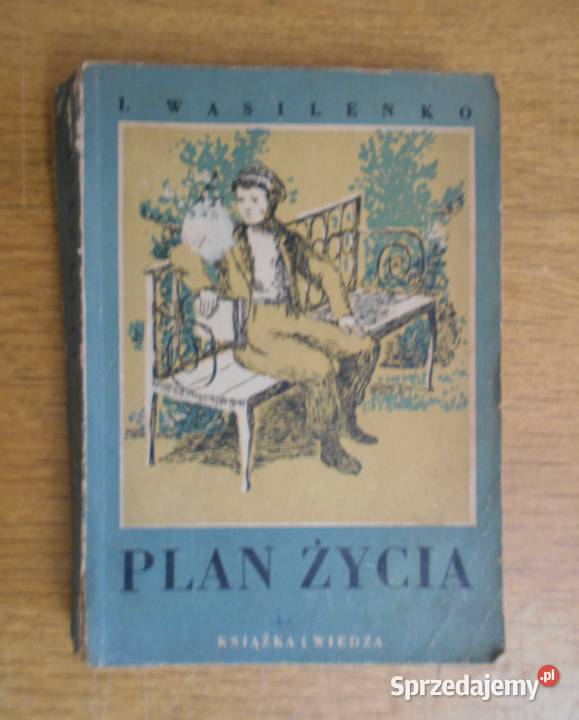 I. WASILENKO
PLAN ŻYCIA
KSIĄŻKA I WIEDZA
Sprzedajemy.pl